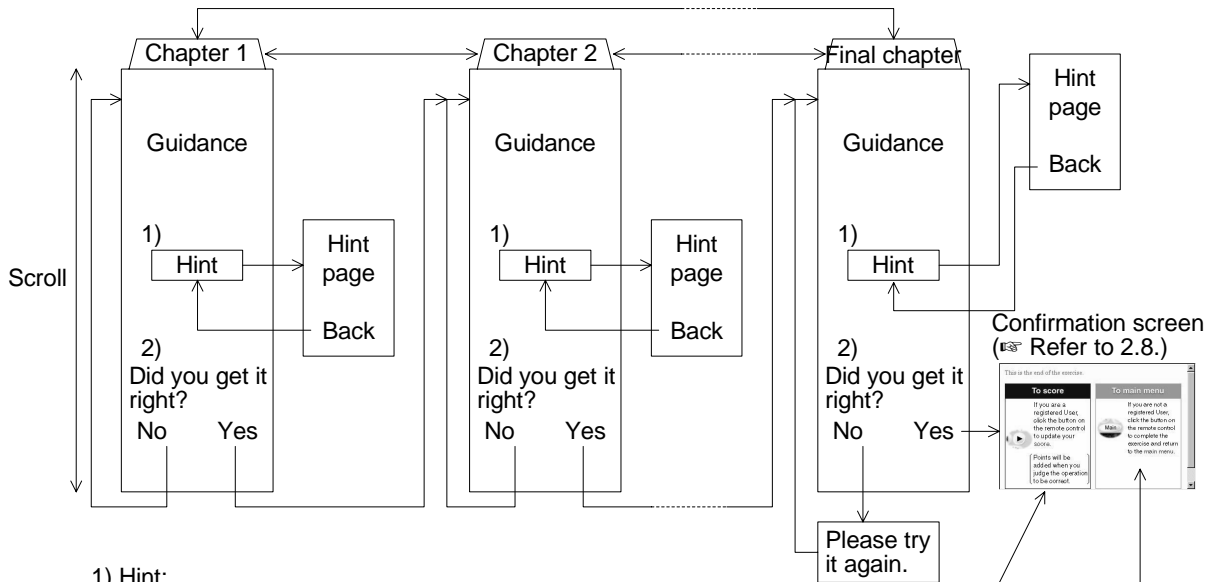 Chapter 1
Chapter 2
Final chapter
Scroll
Guidance
1)
Hint
Hint
page
Back
2)
Did you get it
right?
No Yes
Guidance
1)
Hint
Hint
page
Back
2)
Did you get it
right?
No Yes
Guidance
1)
Hint
Hint
page
Back
2)
Did you get it
right?
No Yes
Please try
it again.
Confirmation screen
(☞ Refer to 2.8.)
This is the end of the exercise.
To score
If you are a
registered User,
click the button on
the remote control
to update your
score.
Points will be
added when you
judge the operation
to be correct.
To main menu
Main
If you are not a
registered User,
click the button on
the remote control
to complete the
exercise and return
to the main menu.
1) Hint: